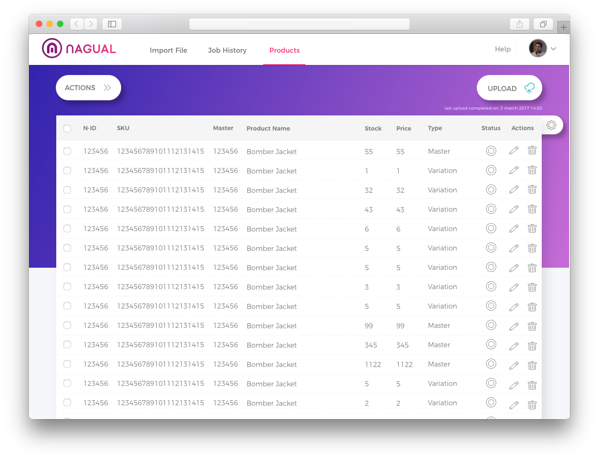 NAGUAL Import File Job History Products Help
ACTIONS UPLOAD
last upload completed on: 3 march 2017 14:29
N-ID SKU Master Product Name Stock Price Type Status Actions
123456 123456789101112131415 123456 Bomber Jacket 55 55 Master
123456 123456789101112131415 123456 Bomber Jacket 1 1 Variation
123456 123456789101112131415 123456 Bomber Jacket 32 32 Variation
123456 123456789101112131415 123456 Bomber Jacket 43 43 Variation
123456 123456789101112131415 123456 Bomber Jacket 6 6 Variation
123456 123456789101112131415 123456 Bomber Jacket 5 5 Variation
123456 123456789101112131415 123456 Bomber Jacket 5 5 Variation
123456 123456789101112131415 123456 Bomber Jacket 3 3 Variation
123456 123456789101112131415 123456 Bomber Jacket 5 5 Variation
123456 123456789101112131415 123456 Bomber Jacket 99 99 Master
123456 123456789101112131415 123456 Bomber Jacket 345 345 Master
123456 123456789101112131415 123456 Bomber Jacket 1122 1122 Master
123456 123456789101112131415 123456 Bomber Jacket 5 5 Variation
123456 123456789101112131415 123456 Bomber Jacket 2 2 Variation